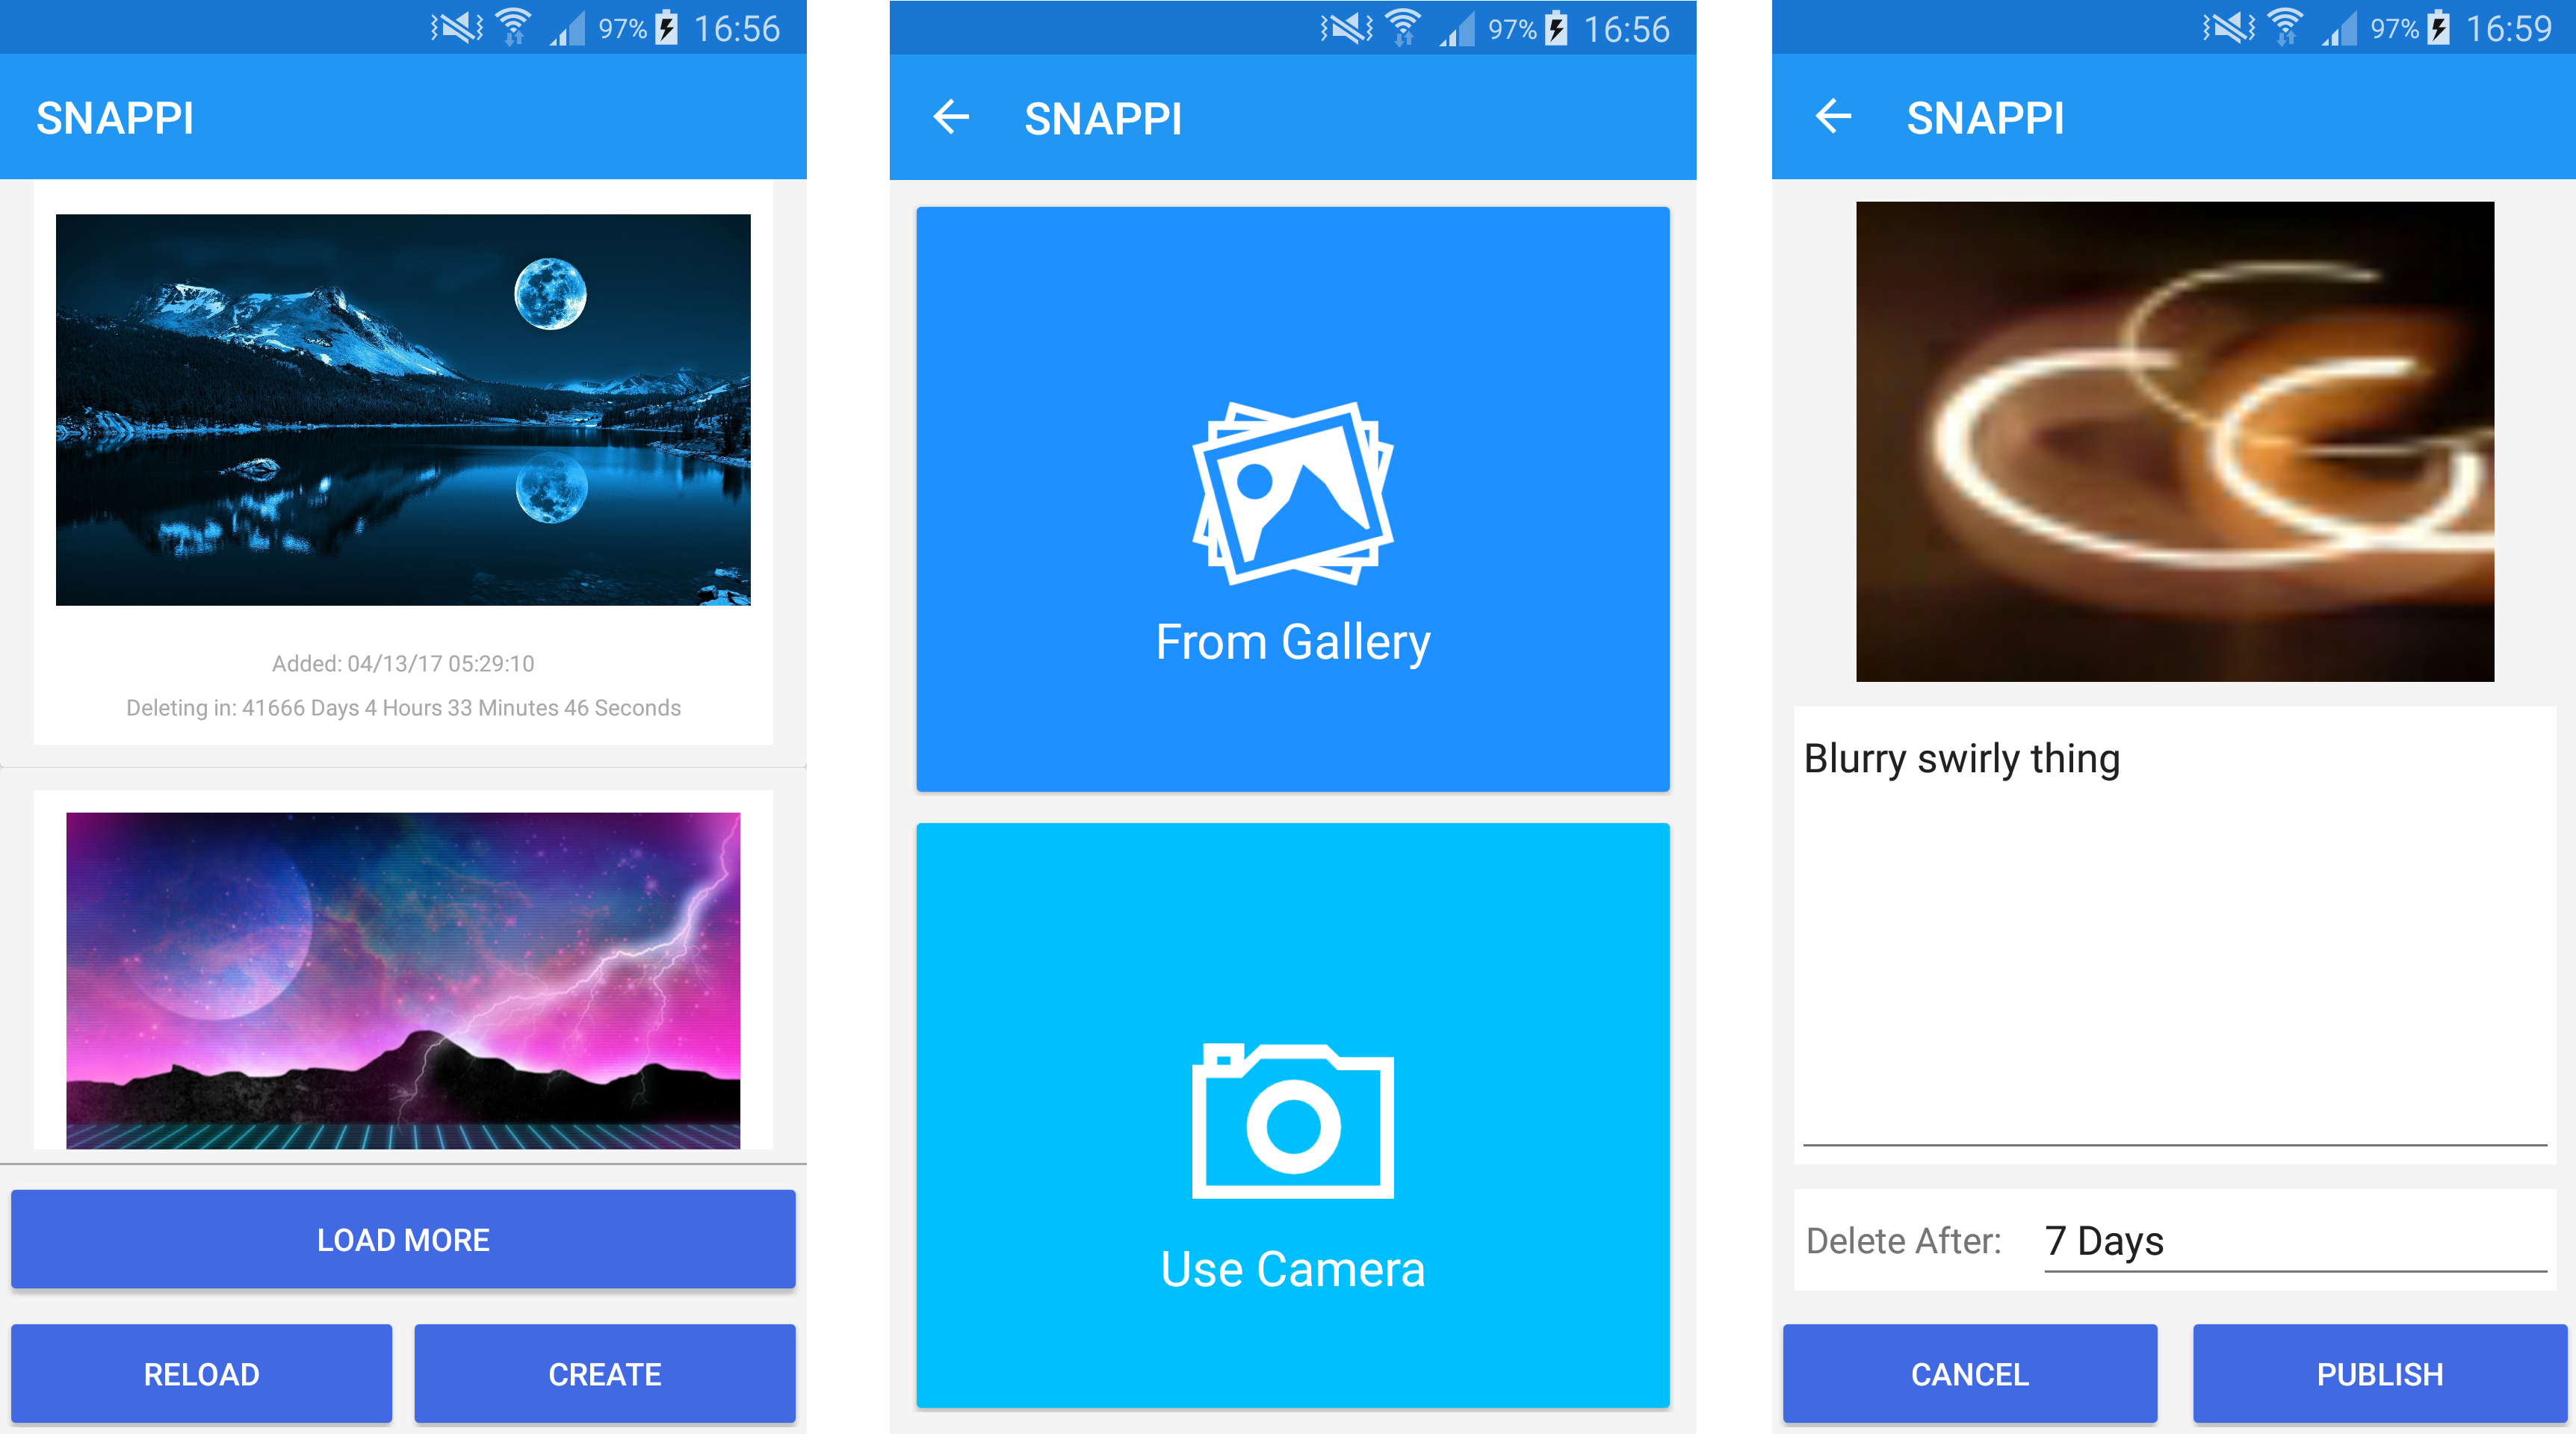 97% 16:56
SNAPPI
Added: 04/13/17 05:29:10
Deleting in: 41666 Days 4 Hours 33 Minutes 46 Seconds
LOAD MORE
RELOAD
CREATE
97% 16:56
SNAPPI
From Gallery
Use Camera
97% 16:59
SNAPPI
Blurry swirly thing
Delete After: 7 Days
CANCEL
PUBLISH